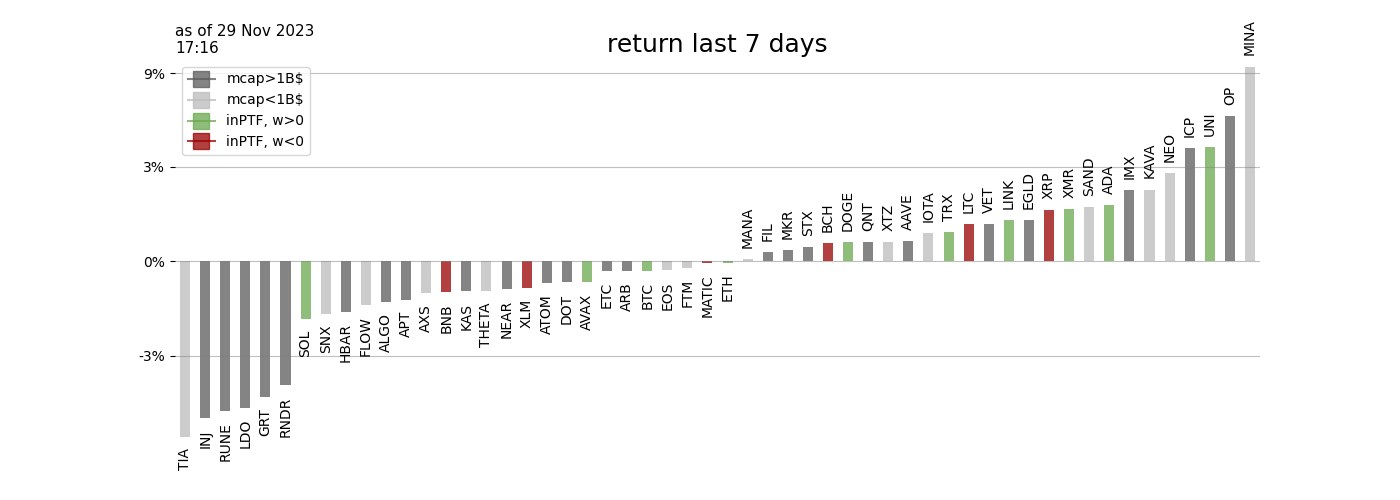 as of 29 Nov 2023
17:16
return last 7 days
mcap>1B$
mcap<1B$
inPTF, w>0
inPTF, w<0
9%
3%
0%
-3%
TIA
INJ
RUNE
LDO
GRT
RNDR
SOL
SNX
HBAR
FLOW
ALGO
APT
AXS
BNB
KAS
THETA
NEAR
XLM
ATOM
DOT
AVAX
ETC
ARB
BTC
EOS
FTM
MATIC
ETH
MANA
FIL
MKR
STX
BCH
DOGE
QNT
XTZ
AAVE
IOTA
TRX
LTC
VET
LINK
EGLD
XRP
XMR
SAND
ADA
IMX
KAVA
NEO
ICP
UNI
OP
MINA